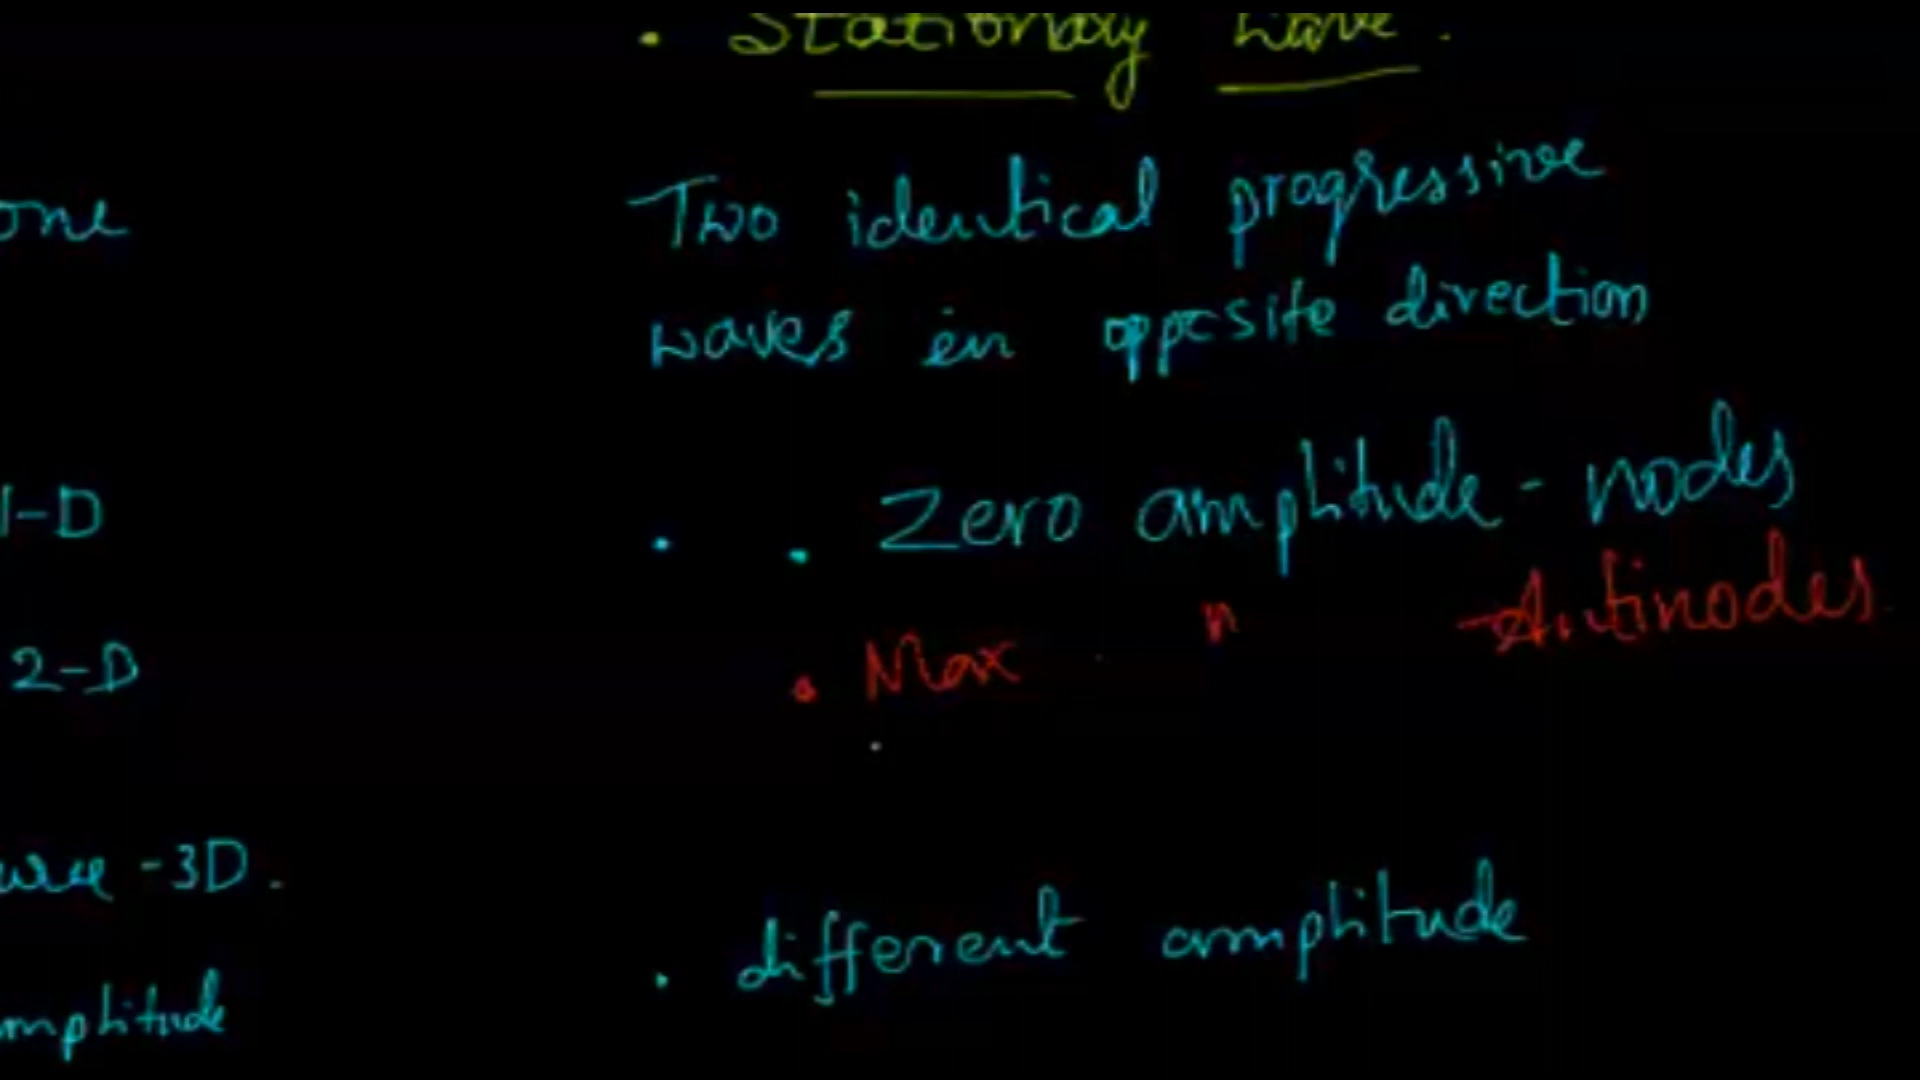 • Stationary wave.
one
Two identical progressive
waves in opposite direction
1-D
• • Zero amplitude - nodes
2-D
• Max " - Antinodes
-3D.
• different amplitude
mplitude